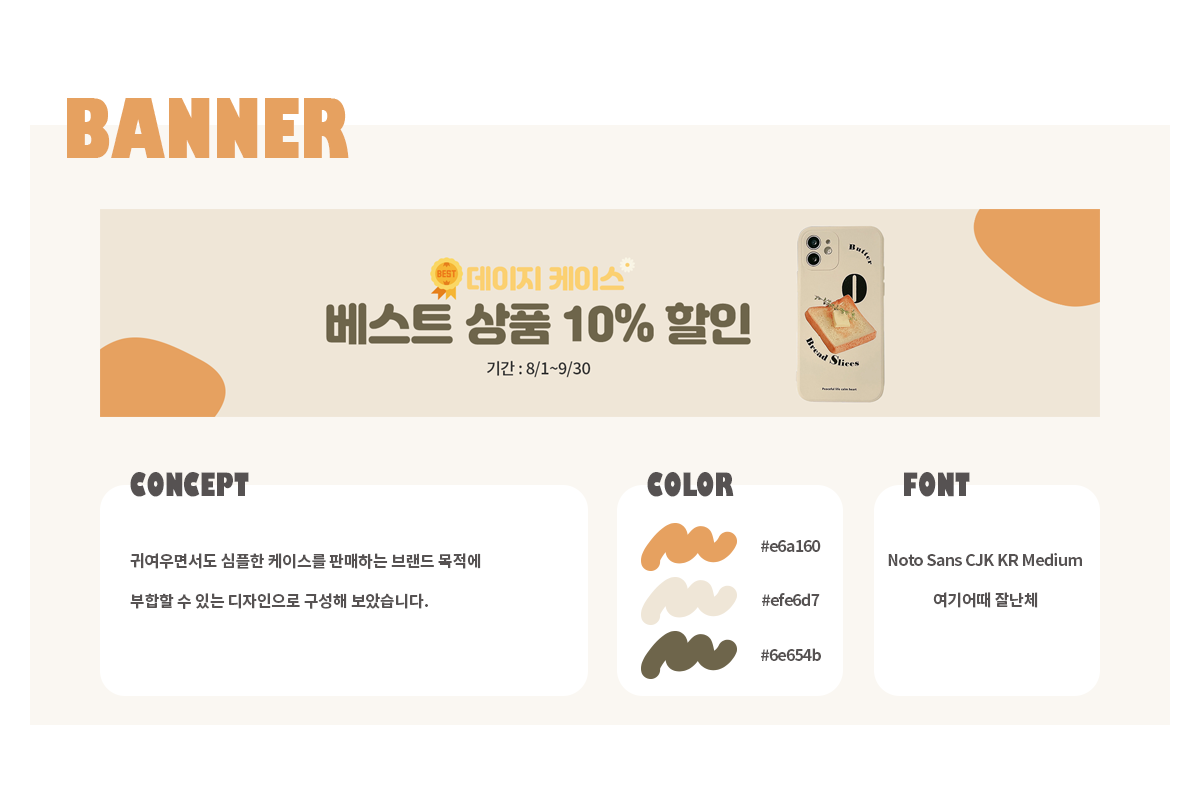 BANNER
BEST 데이지 케이스
베스트 상품 10% 할인
기간 : 8/1~9/30
Butter
Bread Slices
Peaceful life calm heart
CONCEPT
귀여우면서도 심플한 케이스를 판매하는 브랜드 목적에
부합할 수 있는 디자인으로 구성해 보았습니다.
COLOR
#e6a160
#efe6d7
#6e654b
FONT
Noto Sans CJK KR Medium
여기어때 잘난체